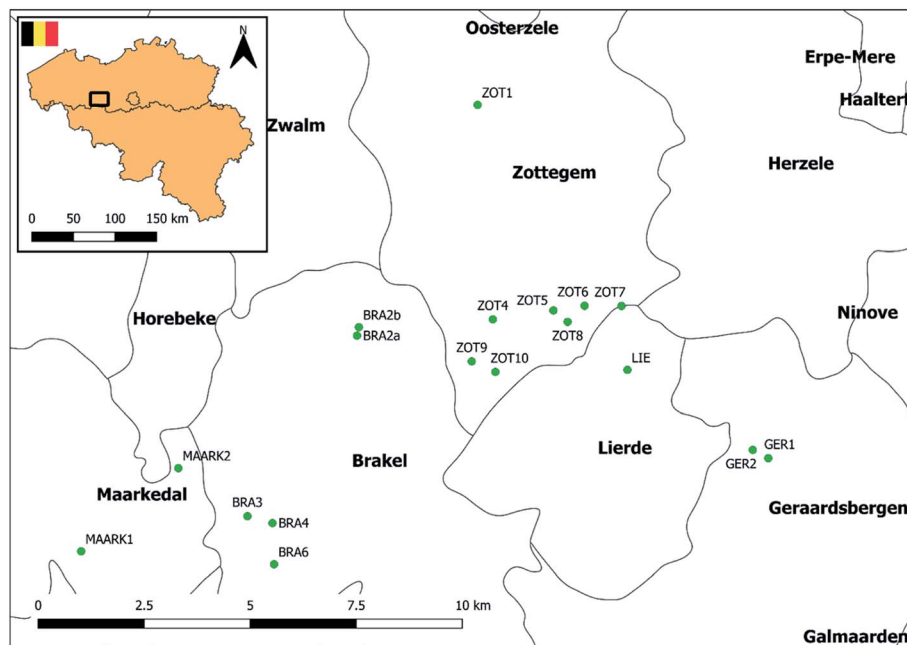 N
0 50 100 150 km
Oosterzele
Erpe-Mere
Haaltert
ZOT1
Zwalm
Zottegem
Herzele
ZOT6 ZOT7
ZOT5
ZOT4
ZOT8
Ninove
Horebeke
BRA2b
BRA2a
ZOT9
ZOT10
LIE
GER1
GER2
Lierde
Brakel
MAARK2
Maarkedal
BRA3
BRA4
Geraardsbergen
MAARK1
BRA6
0 2.5 5 7.5 10 km
Galmaarden